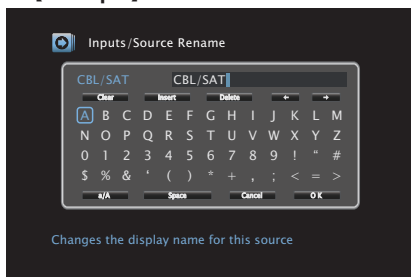 Inputs/Source Rename
CBL/SAT CBL/SAT
Clear Insert Delete ← →
A B C D E F G H I J K L M
N O P Q R S T U V W X Y Z
0 1 2 3 4 5 6 7 8 9 ! “ #
$ % & ‘ ( ) * + , ; < = >
a/A Space Cancel OK
Changes the display name for this source